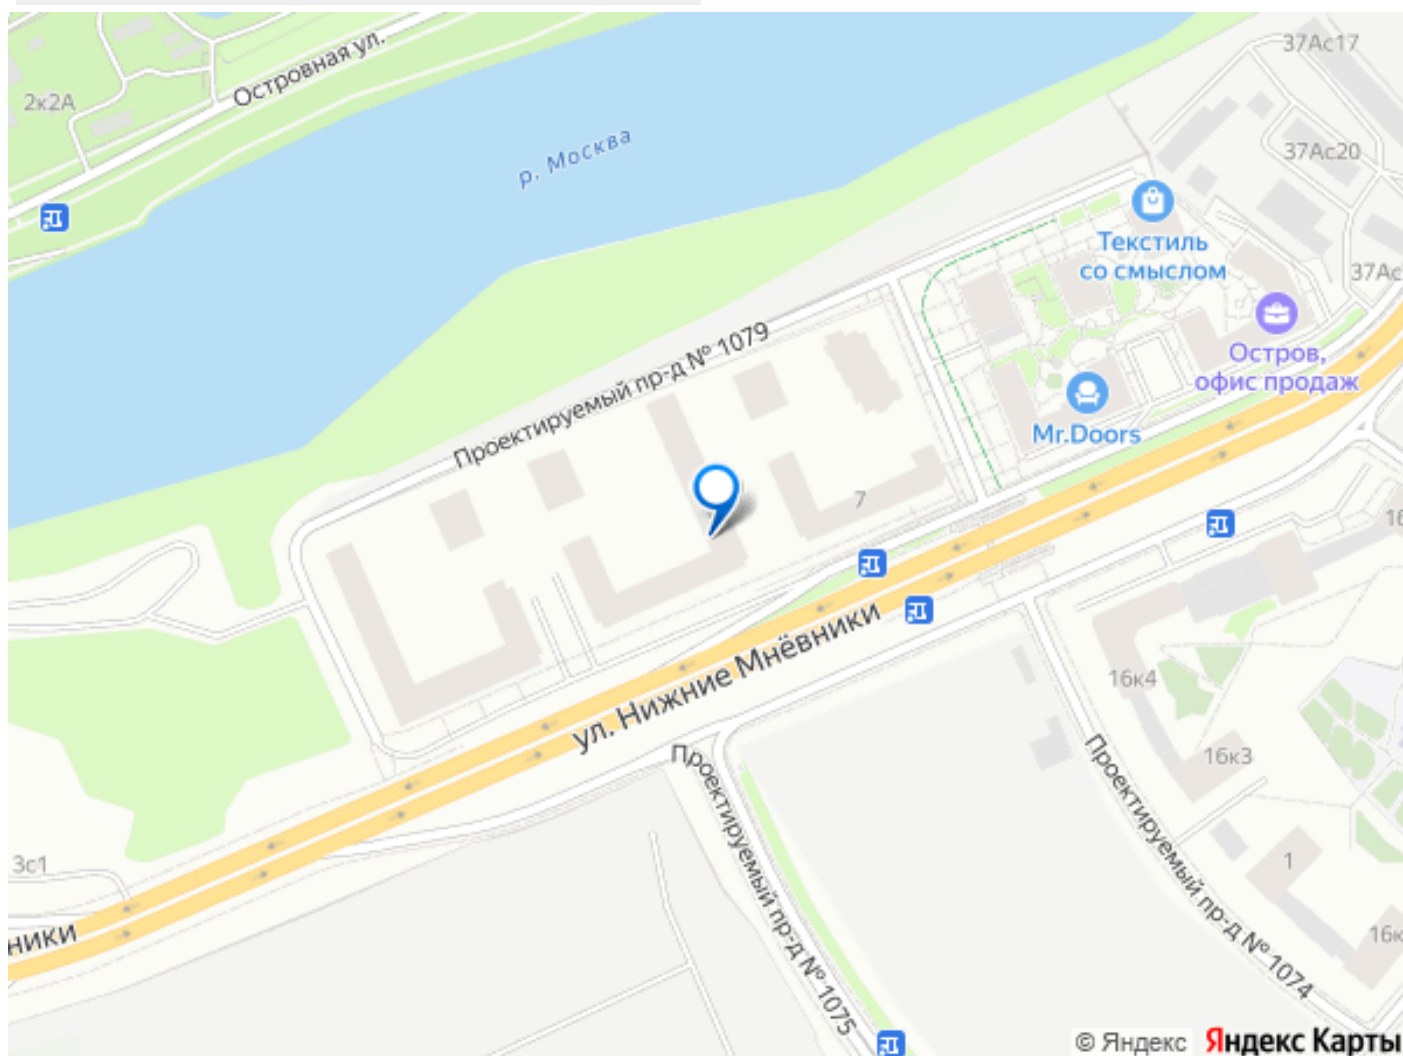 37Ас17
Островная ул.
2к2А
р. Москва
37Ас20
Текстиль
со смыслом
37Ас
Остров,
офис продаж
Проектируемый пр-д № 1079
Mr.Doors
7
16
ул. Нижние Мнёвники
16к4
16к3
Проектируемый пр-д № 1075
Проектируемый пр-д № 1074
1
3с1
ники
16к
© Яндекс Яндекс Карты